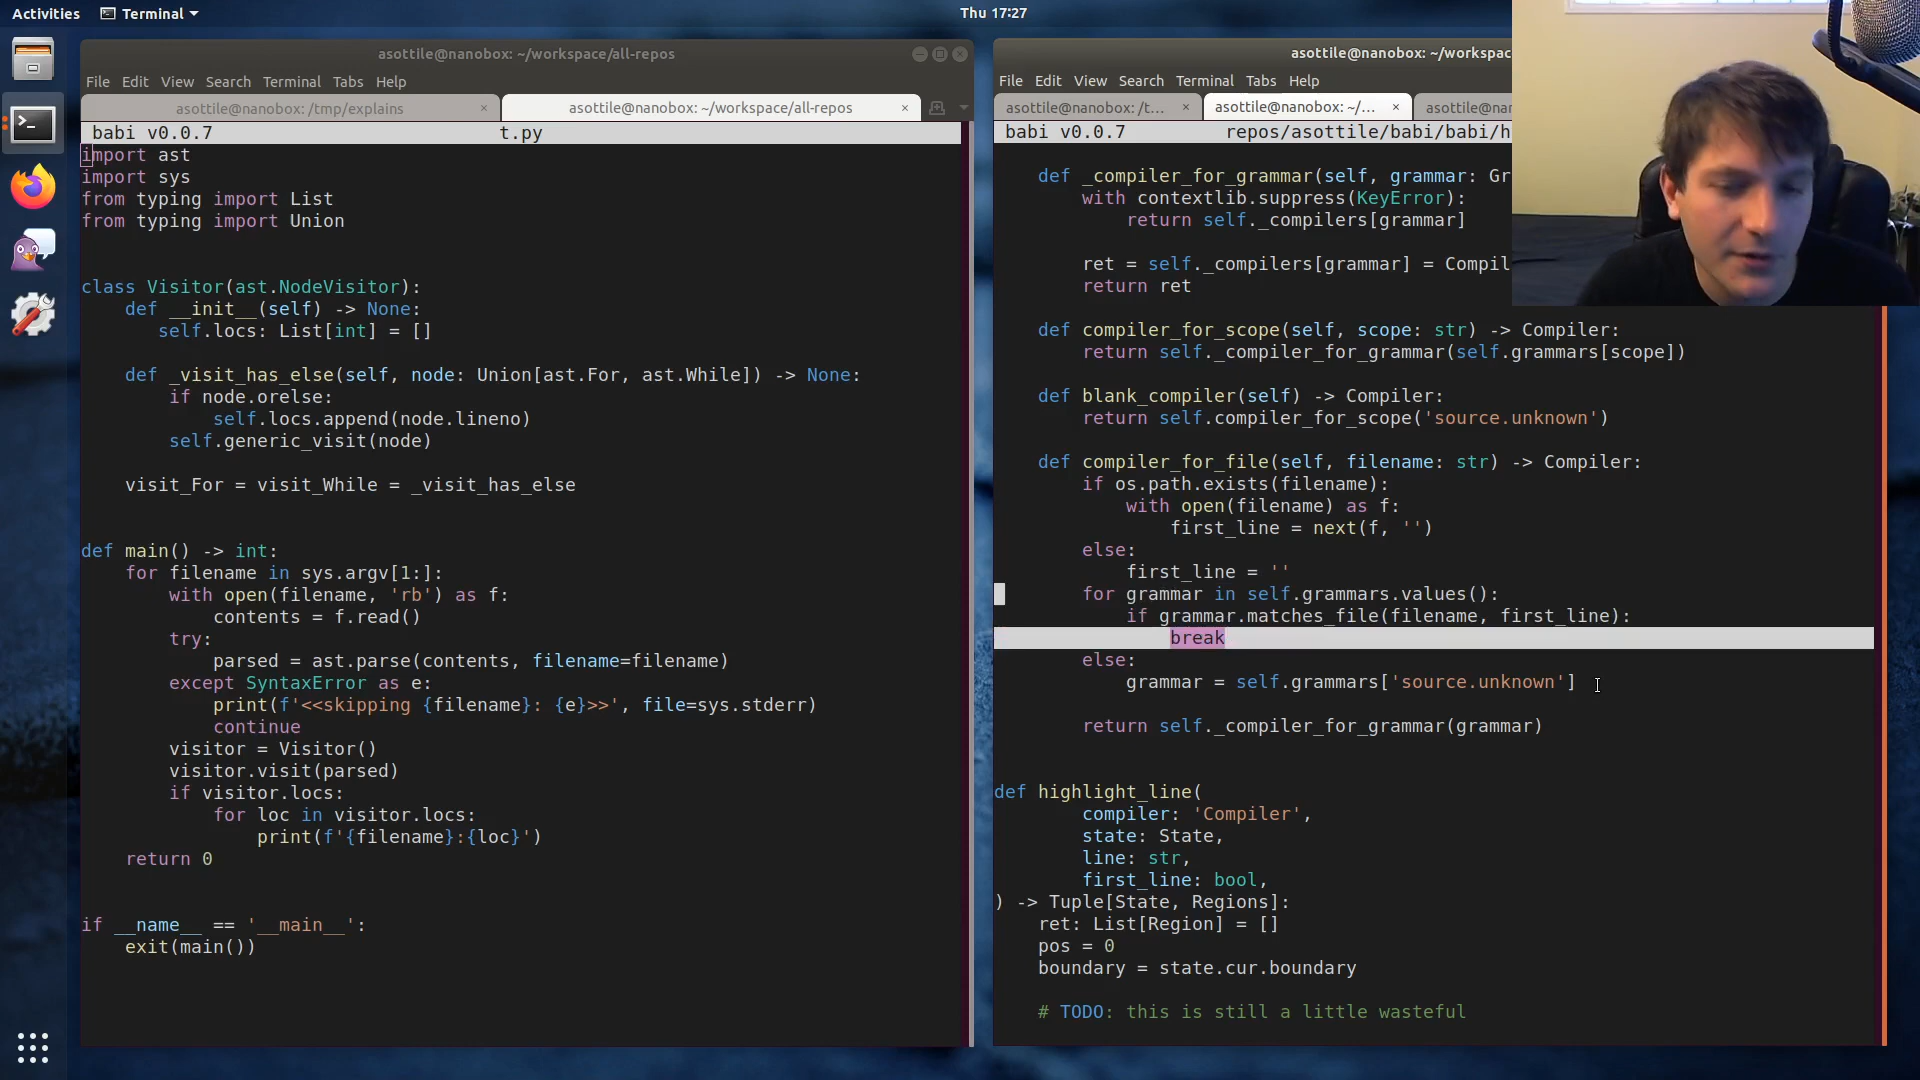 Activities
Terminal
Thu 17:27
asottile@nanobox: ~/workspace/all-repos
File Edit View Search Terminal Tabs Help
asottile@nanobox: /tmp/explains
asottile@nanobox: ~/workspace/all-repos
babi v0.0.7 t.py
import ast
import sys
from typing import List
from typing import Union
class Visitor(ast.NodeVisitor):
    def __init__(self) -> None:
       self.locs: List[int] = []
    def _visit_has_else(self, node: Union[ast.For, ast.While]) -> None:
        if node.orelse:
            self.locs.append(node.lineno)
        self.generic_visit(node)
    visit_For = visit_While = _visit_has_else
def main() -> int:
    for filename in sys.argv[1:]:
        with open(filename, 'rb') as f:
            contents = f.read()
        try:
            parsed = ast.parse(contents, filename=filename)
        except SyntaxError as e:
            print(f'<<skipping {filename}: {e}>>', file=sys.stderr)
            continue
        visitor = Visitor()
        visitor.visit(parsed)
        if visitor.locs:
            for loc in visitor.locs:
                print(f'{filename}:{loc}')
    return 0
if __name__ == '__main__':
    exit(main())
asottile@nanobox: ~/workspac
File Edit View Search Terminal Tabs Help
asottile@nanobox: /t...
asottile@nanobox: ~/...
asottile@na
babi v0.0.7 repos/asottile/babi/babi/h
    def _compiler_for_grammar(self, grammar: Gr
        with contextlib.suppress(KeyError):
            return self._compilers[grammar]
        ret = self._compilers[grammar] = Compil
        return ret
    def compiler_for_scope(self, scope: str) -> Compiler:
        return self._compiler_for_grammar(self.grammars[scope])
    def blank_compiler(self) -> Compiler:
        return self.compiler_for_scope('source.unknown')
    def compiler_for_file(self, filename: str) -> Compiler:
        if os.path.exists(filename):
            with open(filename) as f:
                first_line = next(f, '')
        else:
            first_line = ''
        for grammar in self.grammars.values():
            if grammar.matches_file(filename, first_line):
                break
        else:
            grammar = self.grammars['source.unknown']
        return self._compiler_for_grammar(grammar)
def highlight_line(
        compiler: 'Compiler',
        state: State,
        line: str,
        first_line: bool,
) -> Tuple[State, Regions]:
    ret: List[Region] = []
    pos = 0
    boundary = state.cur.boundary
    # TODO: this is still a little wasteful